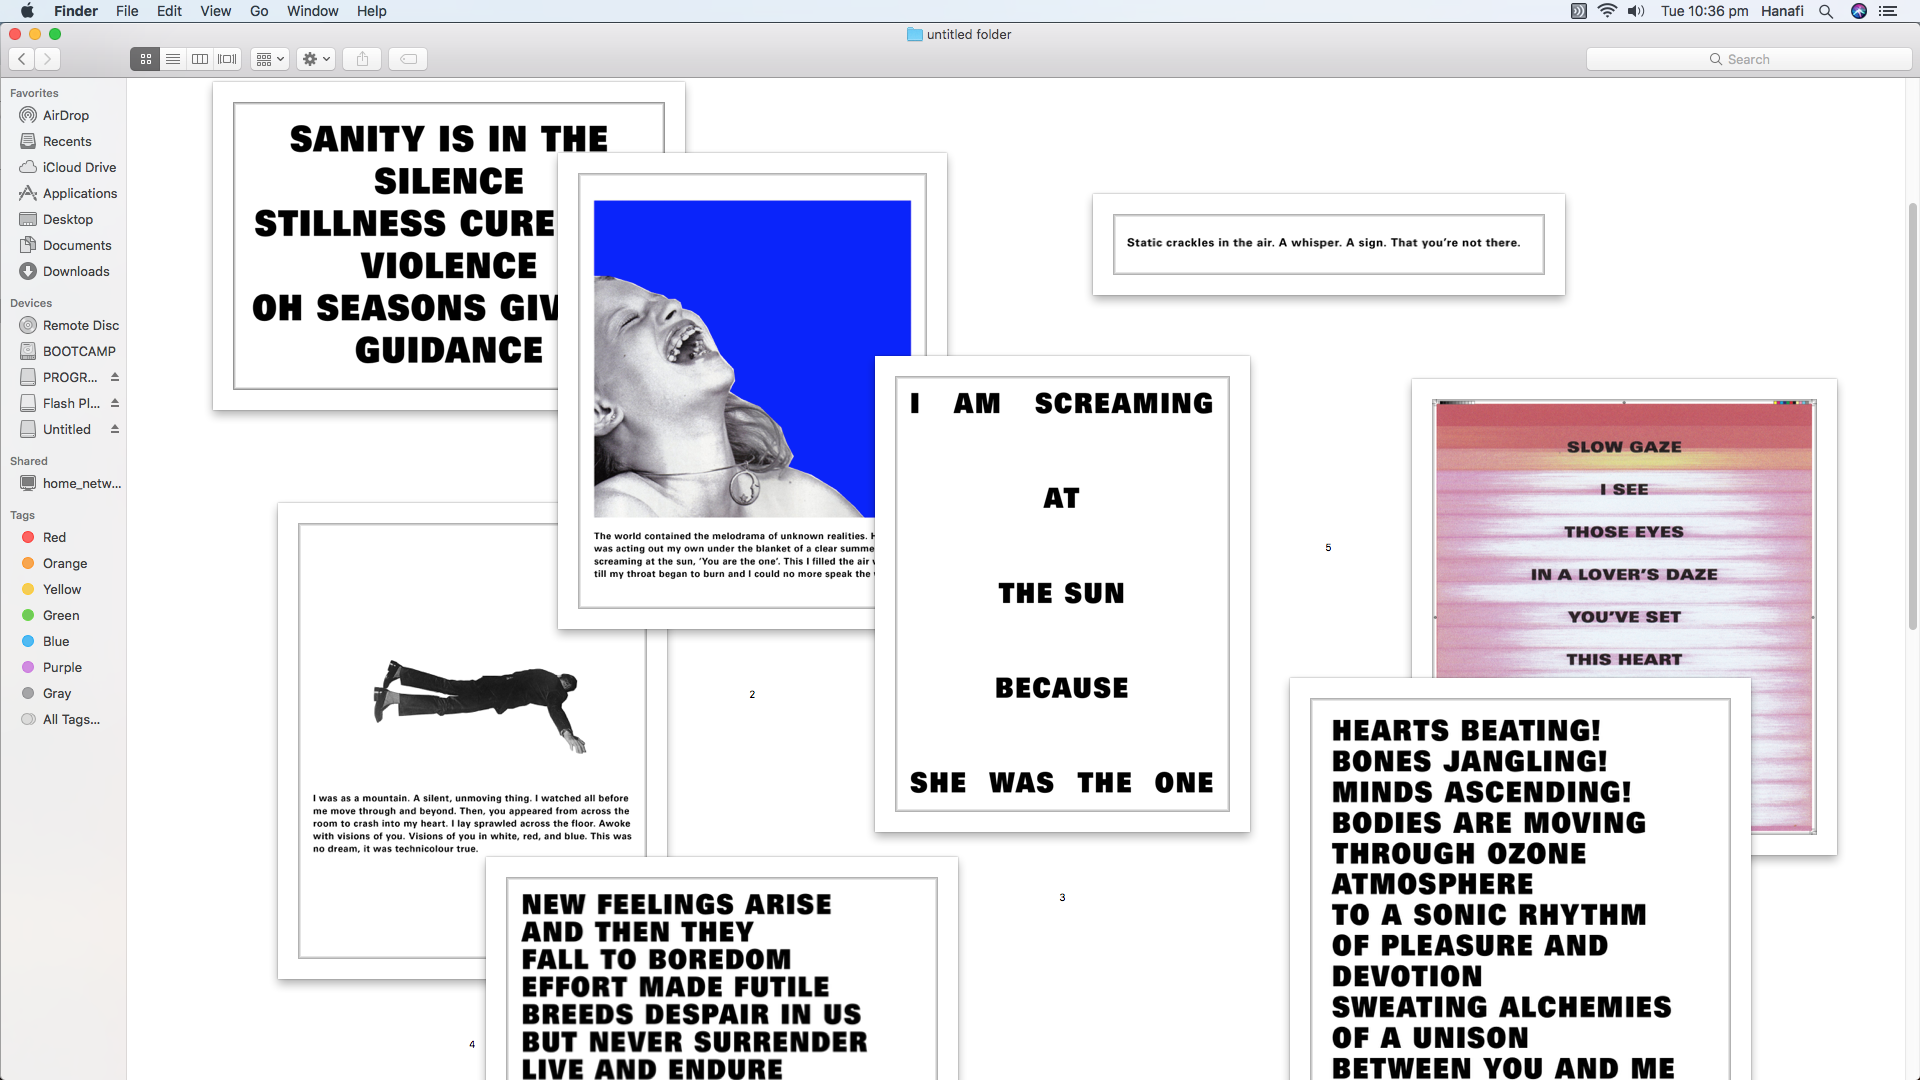 Finder File Edit View Go Window Help
Tue 10:36 pm Hanafi
untitled folder
Search
Favorites
AirDrop
Recents
iCloud Drive
Applications
Desktop
Documents
Downloads
Devices
Remote Disc
BOOTCAMP
PROGR...
Flash Pl...
Untitled
Shared
home_netw...
Tags
Red
Orange
Yellow
Green
Blue
Purple
Gray
All Tags...
SANITY IS IN THE
SILENCE
STILLNESS CURE
VIOLENCE
OH SEASONS GIV
GUIDANCE
The world contained the melodrama of unknown realities.
was acting out my own under the blanket of a clear summe
screaming at the sun, ‘You are the one’. This I filled the air
till my throat began to burn and I could no more speak the
2
Static crackles in the air. A whisper. A sign. That you’re not there.
5
I AM SCREAMING
AT
THE SUN
BECAUSE
SHE WAS THE ONE
3
SLOW GAZE
I SEE
THOSE EYES
IN A LOVER’S DAZE
YOU’VE SET
THIS HEART
I was as a mountain. A silent, unmoving thing. I watched all before
me move through and beyond. Then, you appeared from across the
room to crash into my heart. I lay sprawled across the floor. Awoke
with visions of you. Visions of you in white, red, and blue. This was
no dream, it was technicolour true.
4
NEW FEELINGS ARISE
AND THEN THEY
FALL TO BOREDOM
EFFORT MADE FUTILE
BREEDS DESPAIR IN US
BUT NEVER SURRENDER
LIVE AND ENDURE
HEARTS BEATING!
BONES JANGLING!
MINDS ASCENDING!
BODIES ARE MOVING
THROUGH OZONE
ATMOSPHERE
TO A SONIC RHYTHM
OF PLEASURE AND
DEVOTION
SWEATING ALCHEMIES
OF A UNISON
BETWEEN YOU AND ME